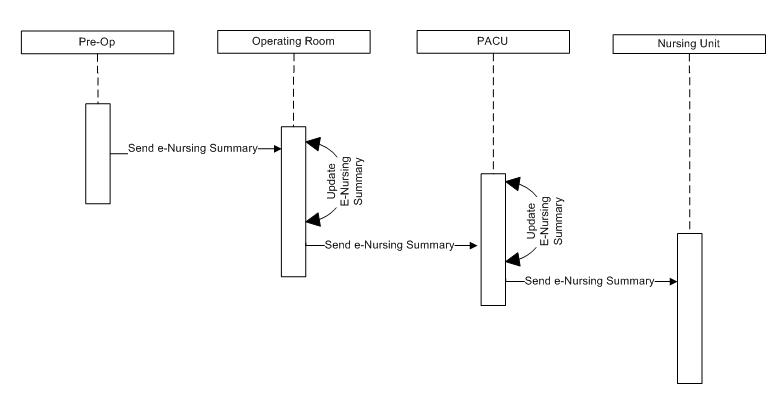 Pre-Op
Operating Room
PACU
Nursing Unit
Send e-Nursing Summary
Update
E-Nursing
Summary
Send e-Nursing Summary
Update
E-Nursing
Summary
Send e-Nursing Summary